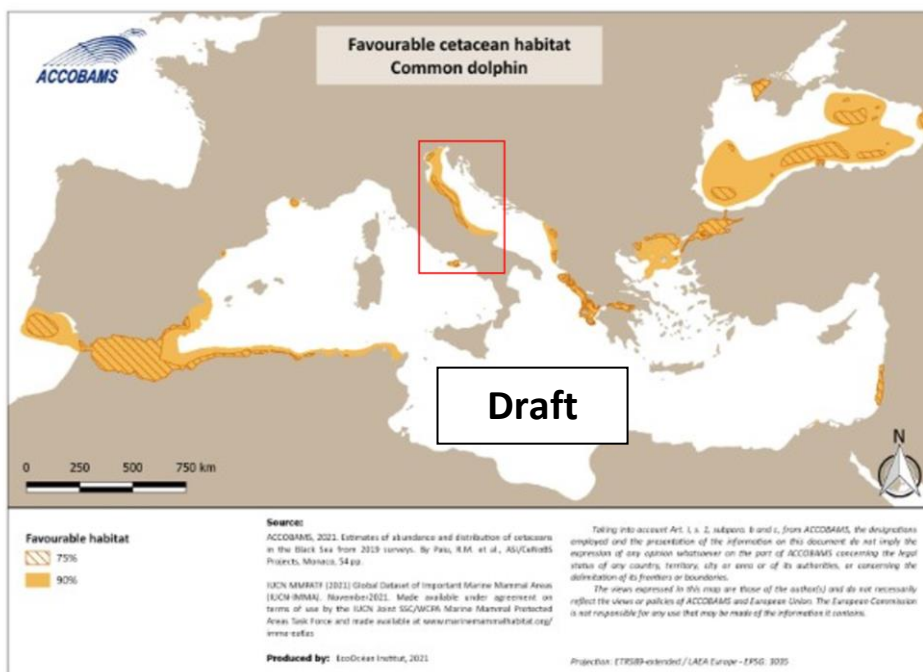 ACCOBAMS
Favourable cetacean habitat
Common dolphin
Draft
0 250 500 750 km
N
Favourable habitat
75%
90%
Source:
ACCOBAMS, 2021. Estimates of abundance and distribution of cetaceans
in the Black Sea from 2019 surveys. By Paiu, R.M. et al., ASI/CeNoBS
Projects, Monaco, 54 pp.
IUCN MMPATF (2021) Global Dataset of Important Marine Mammal Areas
(IUCN-IMMA). November2021. Made available under agreement on
terms of use by the IUCN Joint SSC/WCPA Marine Mammal Protected
Areas Task Force and made available at www.marinemammalhabitat.org/
imma-eatlas
Produced by: EcoOcéan Institut, 2021
Taking into account Art. I, s. 2, subpara. b and c, from ACCOBAMS, the designations
employed and the presentation of the information on this document do not imply the
expression of any opinion whatsoever on the part of ACCOBAMS concerning the legal
status of any country, territory, city or area or of its authorities, or concerning the
delimitation of its frontiers or boundaries.
The views expressed in this map are those of the author(s) and do not necessarily
reflect the views or policies of ACCOBAMS and European Union. The European Commission
is not responsible for any use that may be made of the information it contains.
Projection: ETRS89-extended / LAEA Europe - EPSG: 3035